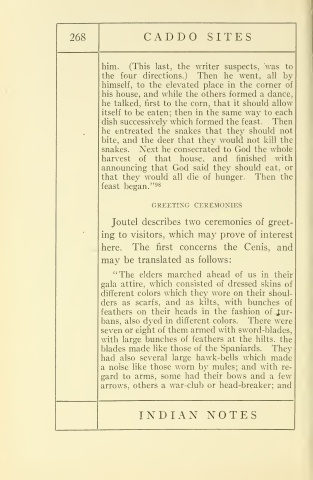 268
CADDO SITES
him. (This last, the writer suspects, was to
the four directions.) Then he went, all by
himself, to the elevated place in the corner of
his house, and while the others formed a dance,
he talked, first to the corn, that it should allow
itself to be eaten; then in the same way to each
dish successively which formed the feast. Then
he entreated the snakes that they should not
bite, and the deer that they would not kill the
snakes. Next he consecrated to God the whole
harvest of that house, and finished with
announcing that God said they should eat, or
that they would all die of hunger. Then the
feast began."98
GREETING CEREMONIES
Joutel describes two ceremonies of greet-
ing to visitors, which may prove of interest
here. The first concerns the Cenis, and
may be translated as follows:
"The elders marched ahead of us in their
gala attire, which consisted of dressed skins of
different colors which they wore on their shoul-
ders as scarfs, and as kilts, with bunches of
feathers on their heads in the fashion of tur-
bans, also dyed in different colors. There were
seven or eight of them armed with sword-blades,
with large bunches of feathers at the hilts. the
blades made like those of the Spaniards. They
had also several large hawk-bells which made
a noise like those worn by mules; and with re-
gard to arms, some had their bows and a few
arrows, others a war-club or head-breaker; and
INDIAN NOTES